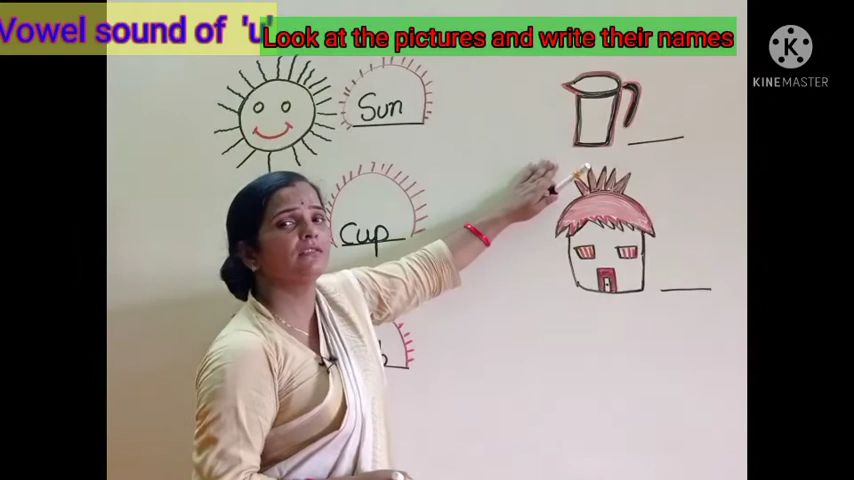 Vowel sound of 'u'
Look at the pictures and write their names
KINEMASTER
Sun
Cup